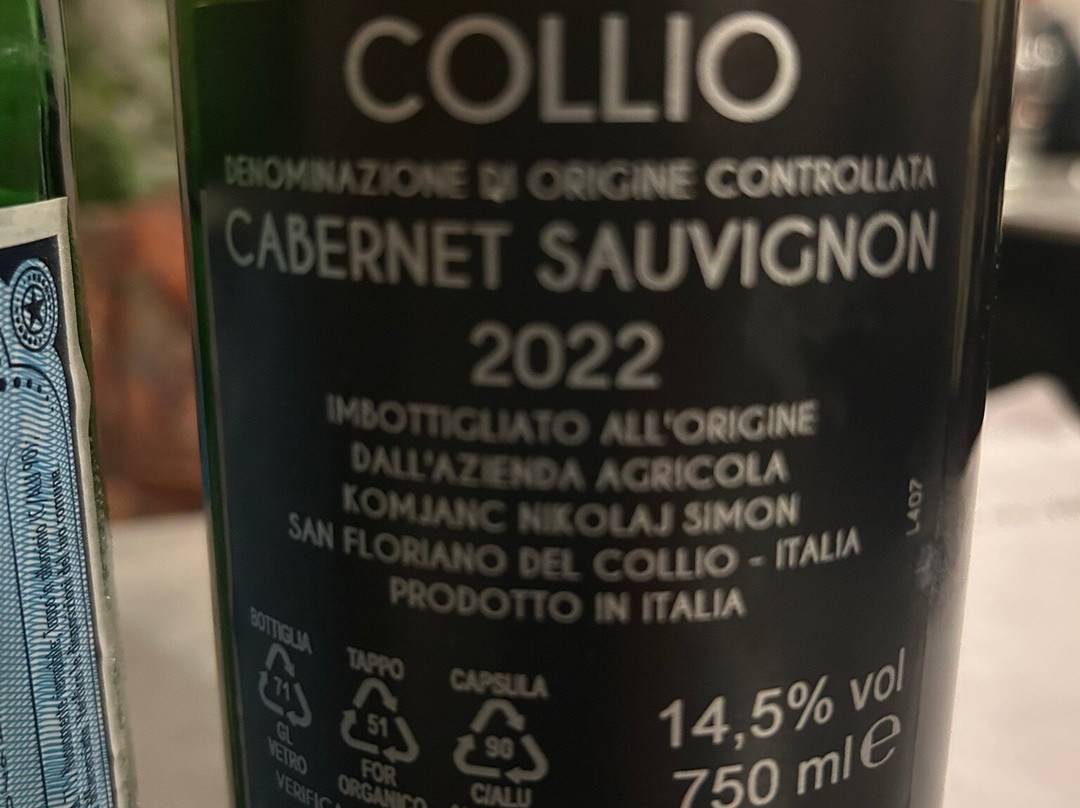 COLLIO
DENOMINAZIONE DI ORIGINE CONTROLLATA
CABERNET SAUVIGNON
2022
IMBOTTIGLIATO ALL'ORIGINE
DALL'AZIENDA AGRICOLA
KOMJANC NIKOLAJ SIMON
SAN FLORIANO DEL COLLIO - ITALIA
PRODOTTO IN ITALIA
L407
BOTTIGLIA
71
GL
VETRO
TAPPO
51
FOR
ORGANICO
CAPSULA
90
C/ALU
14,5% vol
750 ml e